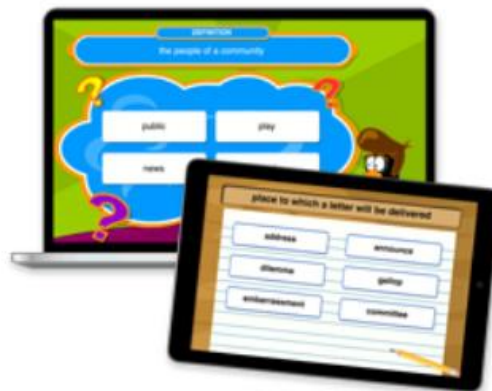 DEFINITION
the people of a community
public play
news
place to which a letter will be delivered
address announce
dilemma gallop
embarrassment committee